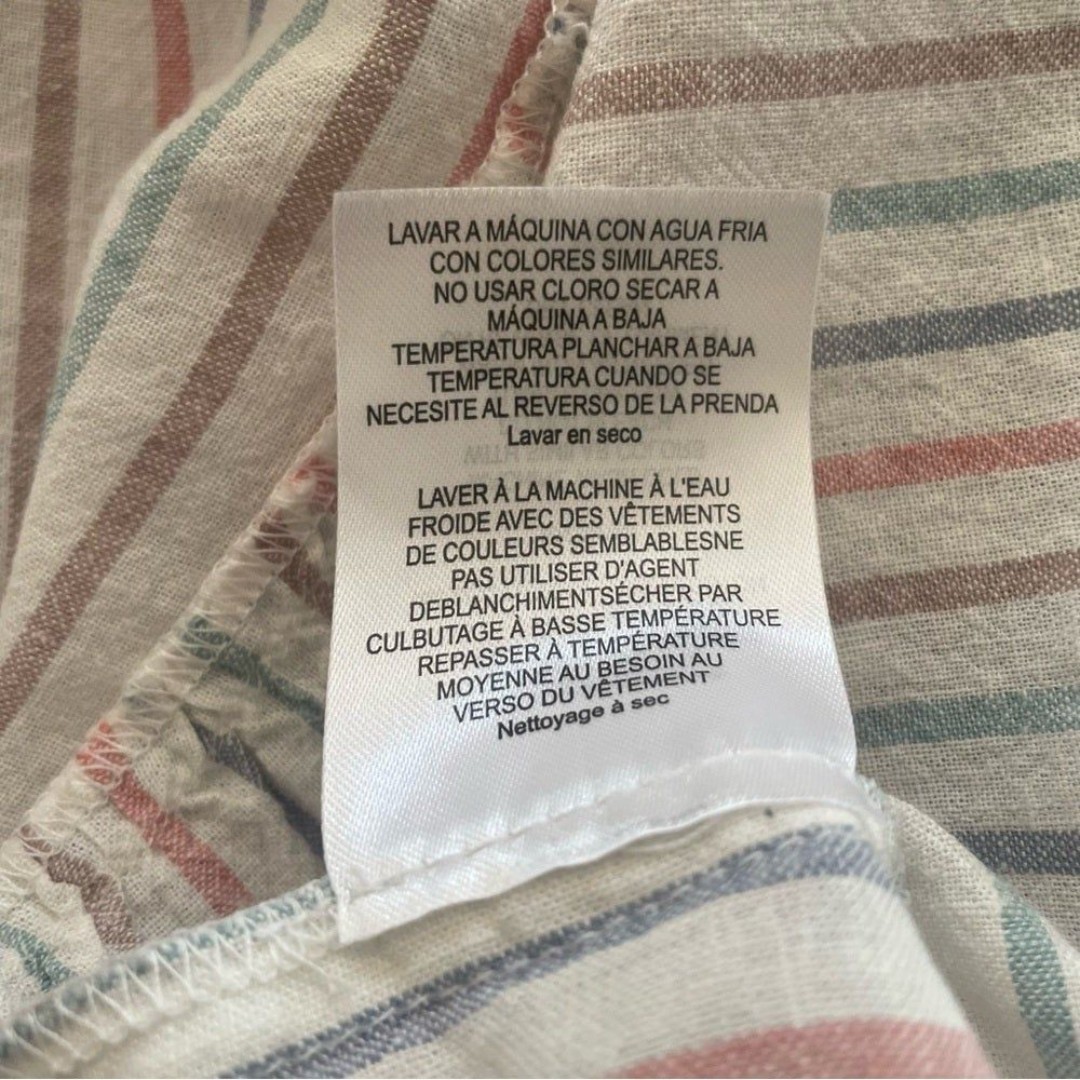 LAVAR A MÁQUINA CON AGUA FRIA
CON COLORES SIMILARES.
NO USAR CLORO SECAR A
MÁQUINA A BAJA
TEMPERATURA PLANCHAR A BAJA
TEMPERATURA CUANDO SE
NECESITE AL REVERSO DE LA PRENDA
Lavar en seco
LAVER À LA MACHINE À L'EAU
FROIDE AVEC DES VÊTEMENTS
DE COULEURS SEMBLABLESNE
PAS UTILISER D'AGENT
DEBLANCHIMENTSÉCHER PAR
CULBUTAGE À BASSE TEMPÉRATURE
REPASSER À TEMPÉRATURE
MOYENNE AU BESOIN AU
VERSO DU VÊTEMENT
Nettoyage à sec